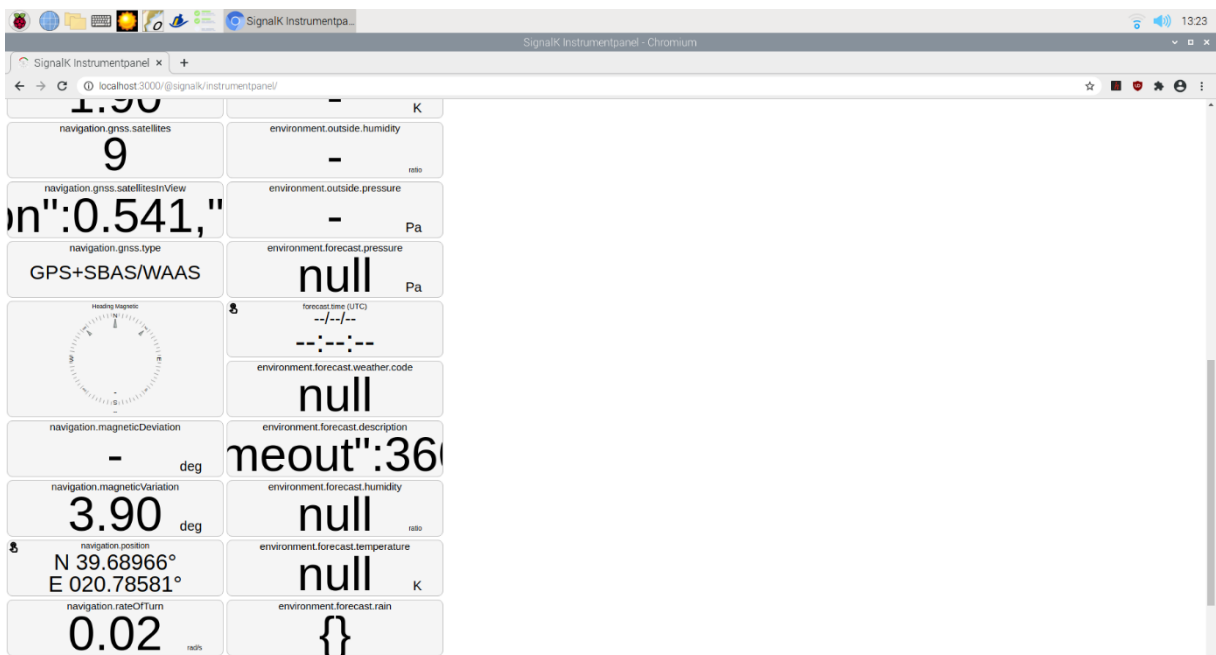 SignalK Instrumentpa...
13:23
SignalK Instrumentpanel - Chromium
SignalK Instrumentpanel
localhost:3000/@signalk/instrumentpanel/
1.90
-
K
navigation.gnss.satellites
9
environment.outside.humidity
-
ratio
navigation.gnss.satellitesInView
on":0.541,"
environment.outside.pressure
-
Pa
navigation.gnss.type
GPS+SBAS/WAAS
environment.forecast.pressure
null
Pa
Heading Magnetic
N
W
E
-
S
-
forecast.time (UTC)
--/--/--
--:--:--
environment.forecast.weather.code
null
navigation.magneticDeviation
-
deg
environment.forecast.description
meout":360
navigation.magneticVariation
3.90
deg
environment.forecast.humidity
null
ratio
navigation.position
N 39.68966°
E 020.78581°
environment.forecast.temperature
null
K
navigation.rateOfTurn
0.02
rad/s
environment.forecast.rain
{}